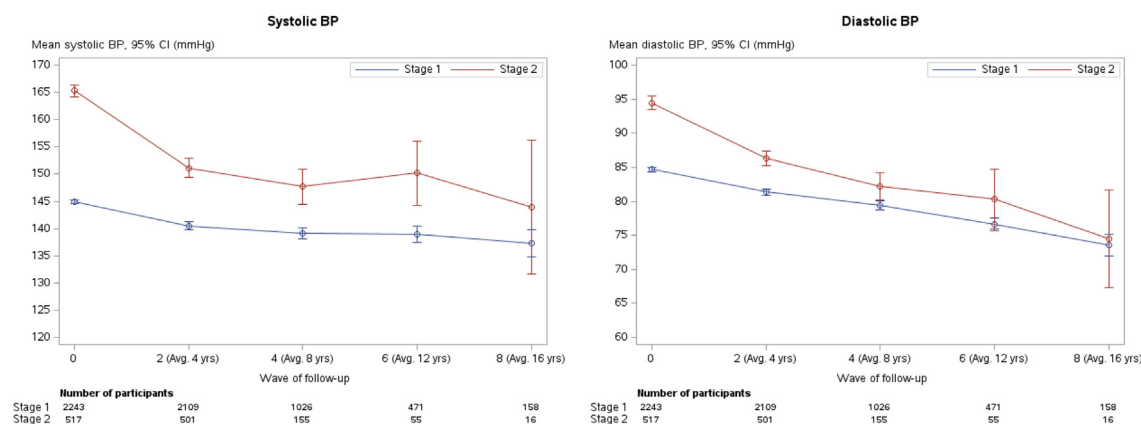 Systolic BP
Mean systolic BP, 95% CI (mmHg)
Stage 1 Stage 2
170
165
160
155
150
145
140
135
130
125
120
0 2 (Avg. 4 yrs) 4 (Avg. 8 yrs) 6 (Avg. 12 yrs) 8 (Avg. 16 yrs)
Wave of follow-up
Number of participants
Stage 1 2243 2109 1026 471 158
Stage 2 517 501 155 55 16
Diastolic BP
Mean diastolic BP, 95% CI (mmHg)
Stage 1 Stage 2
100
95
90
85
80
75
70
65
60
0 2 (Avg. 4 yrs) 4 (Avg. 8 yrs) 6 (Avg. 12 yrs) 8 (Avg. 16 yrs)
Wave of follow-up
Number of participants
Stage 1 2243 2109 1026 471 158
Stage 2 517 501 155 55 16